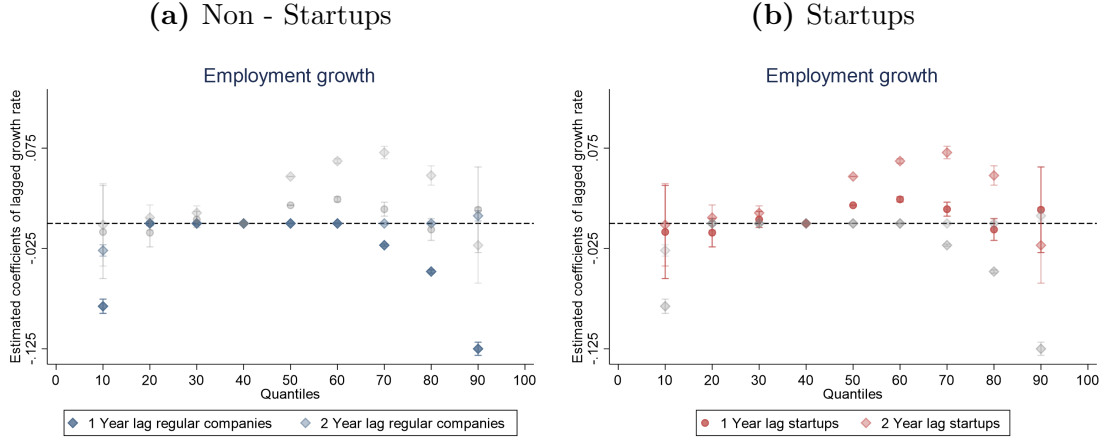 (a) Non - Startups
Employment growth
Estimated coefficients of lagged growth rate
.075
-.025
-.125
0 10 20 30 40 50 60 70 80 90 100
Quantiles
1 Year lag regular companies 2 Year lag regular companies
(b) Startups
Employment growth
Estimated coefficients of lagged growth rate
.075
-.025
-.125
0 10 20 30 40 50 60 70 80 90 100
Quantiles
1 Year lag startups 2 Year lag startups